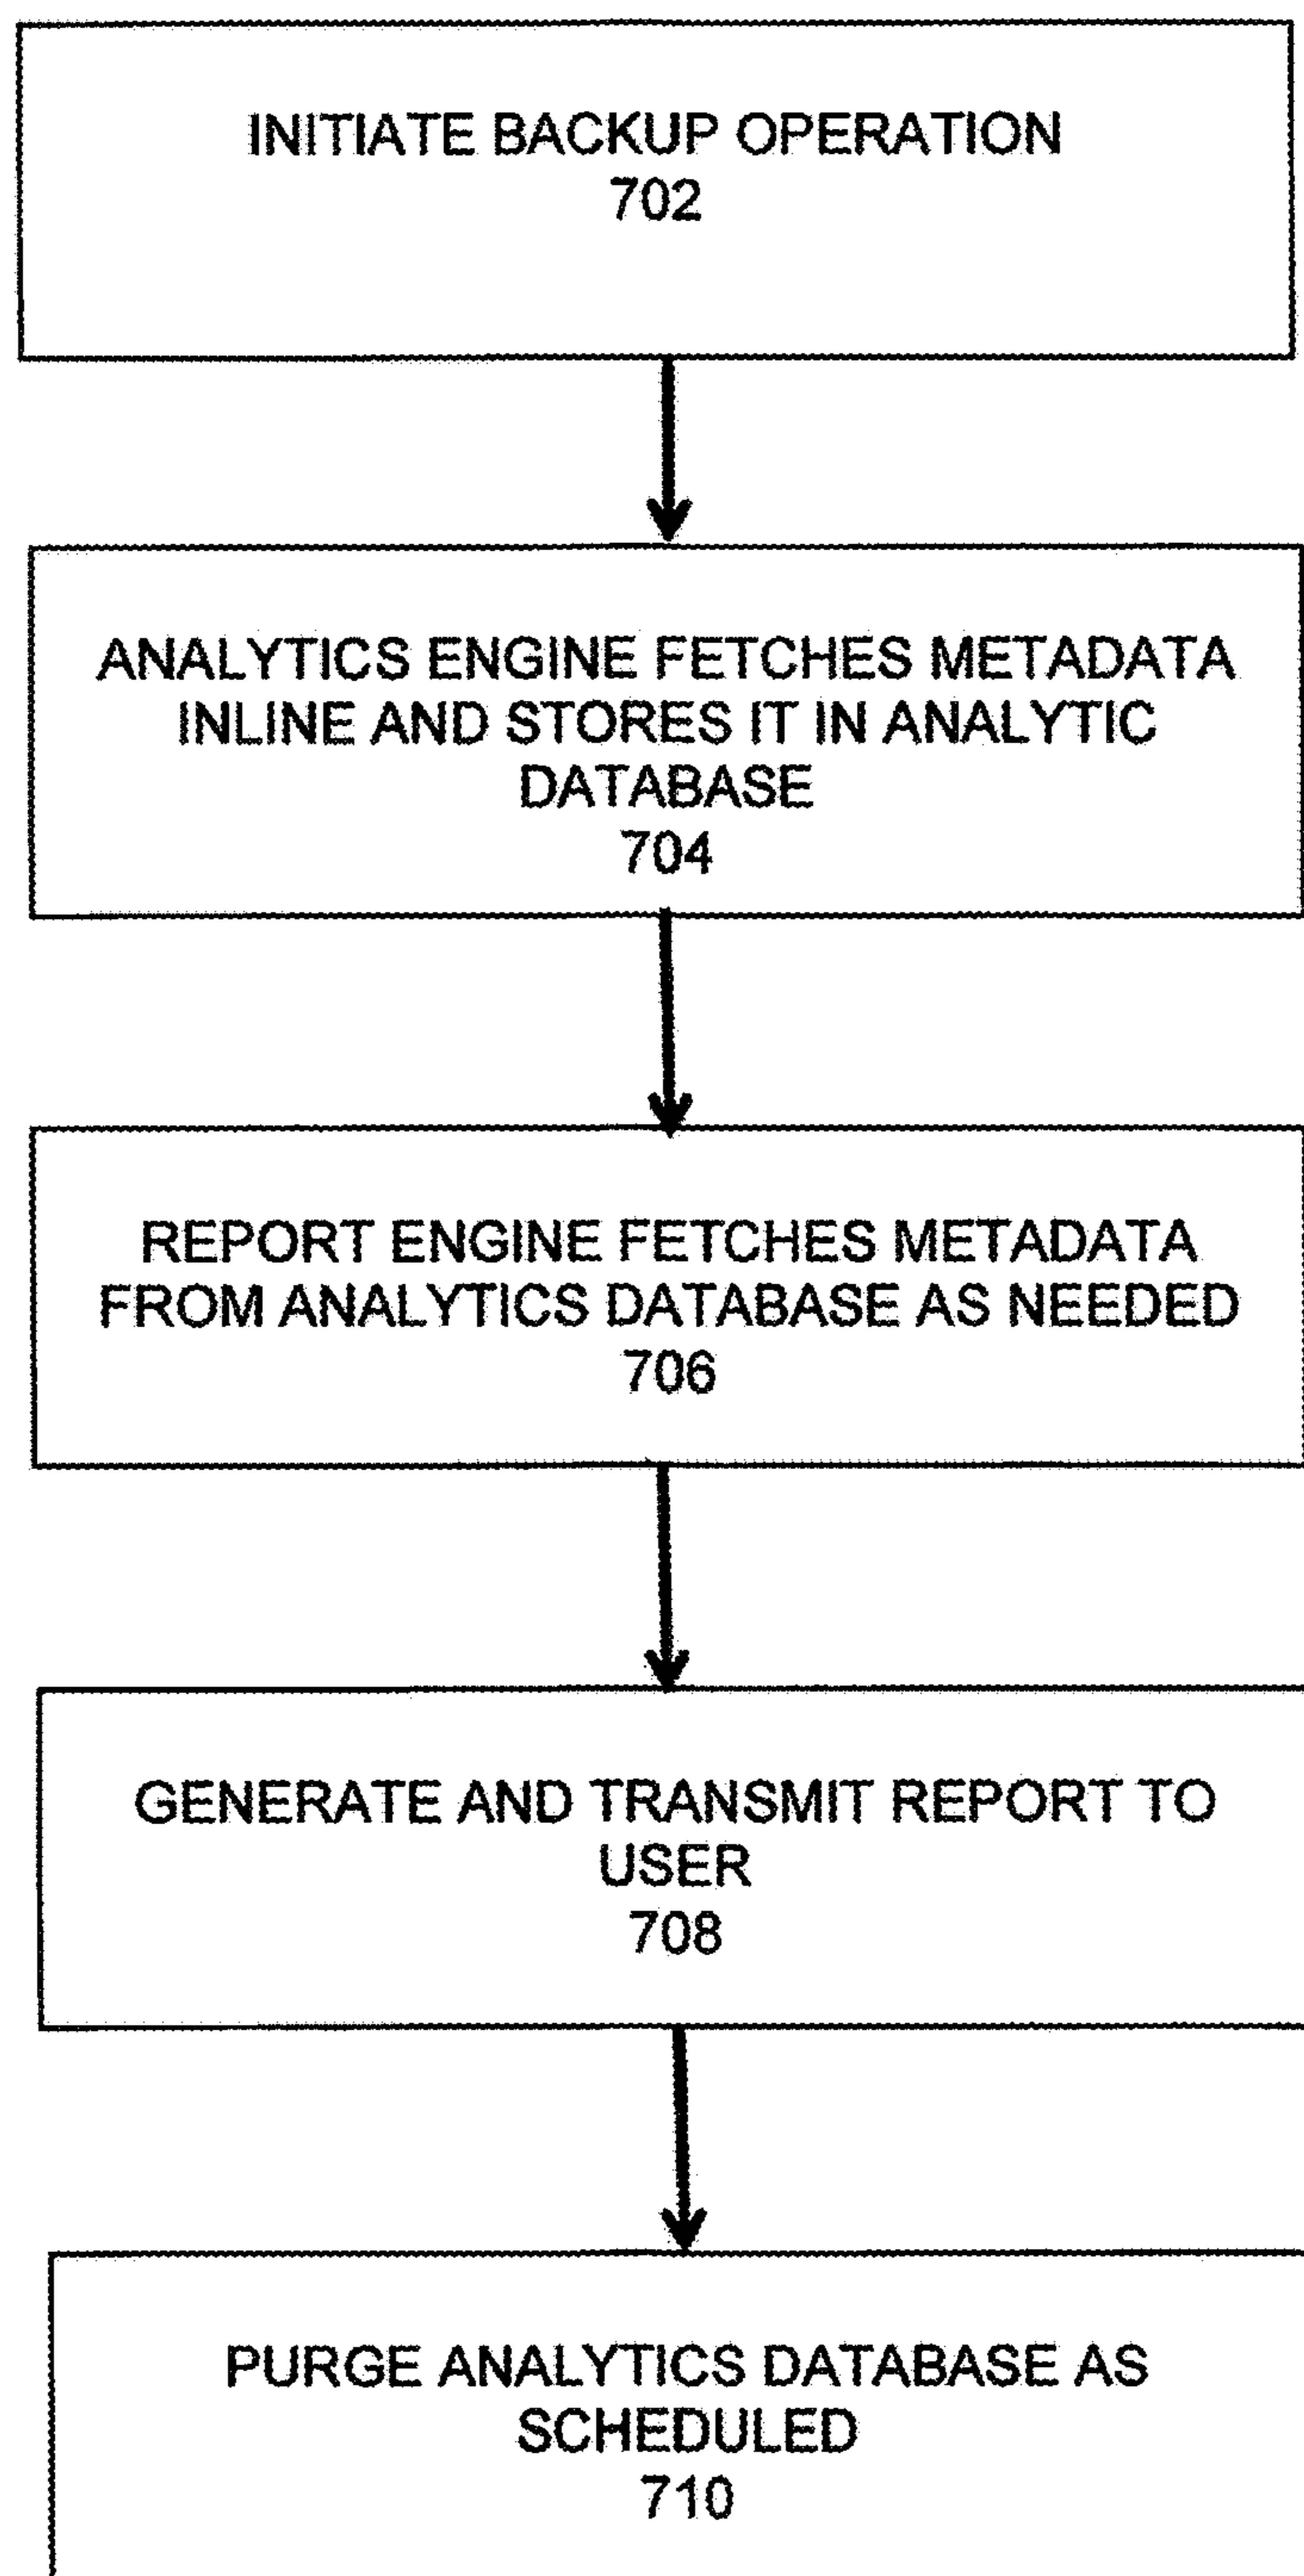 INITIATE BACKUP OPERATION
702
ANALYTICS ENGINE FETCHES METADATA
INLINE AND STORES IT IN ANALYTIC
DATABASE
704
REPORT ENGINE FETCHES METADATA
FROM ANALYTICS DATABASE AS NEEDED
706
GENERATE AND TRANSMIT REPORT TO
USER
708
PURGE ANALYTICS DATABASE AS
SCHEDULED
710